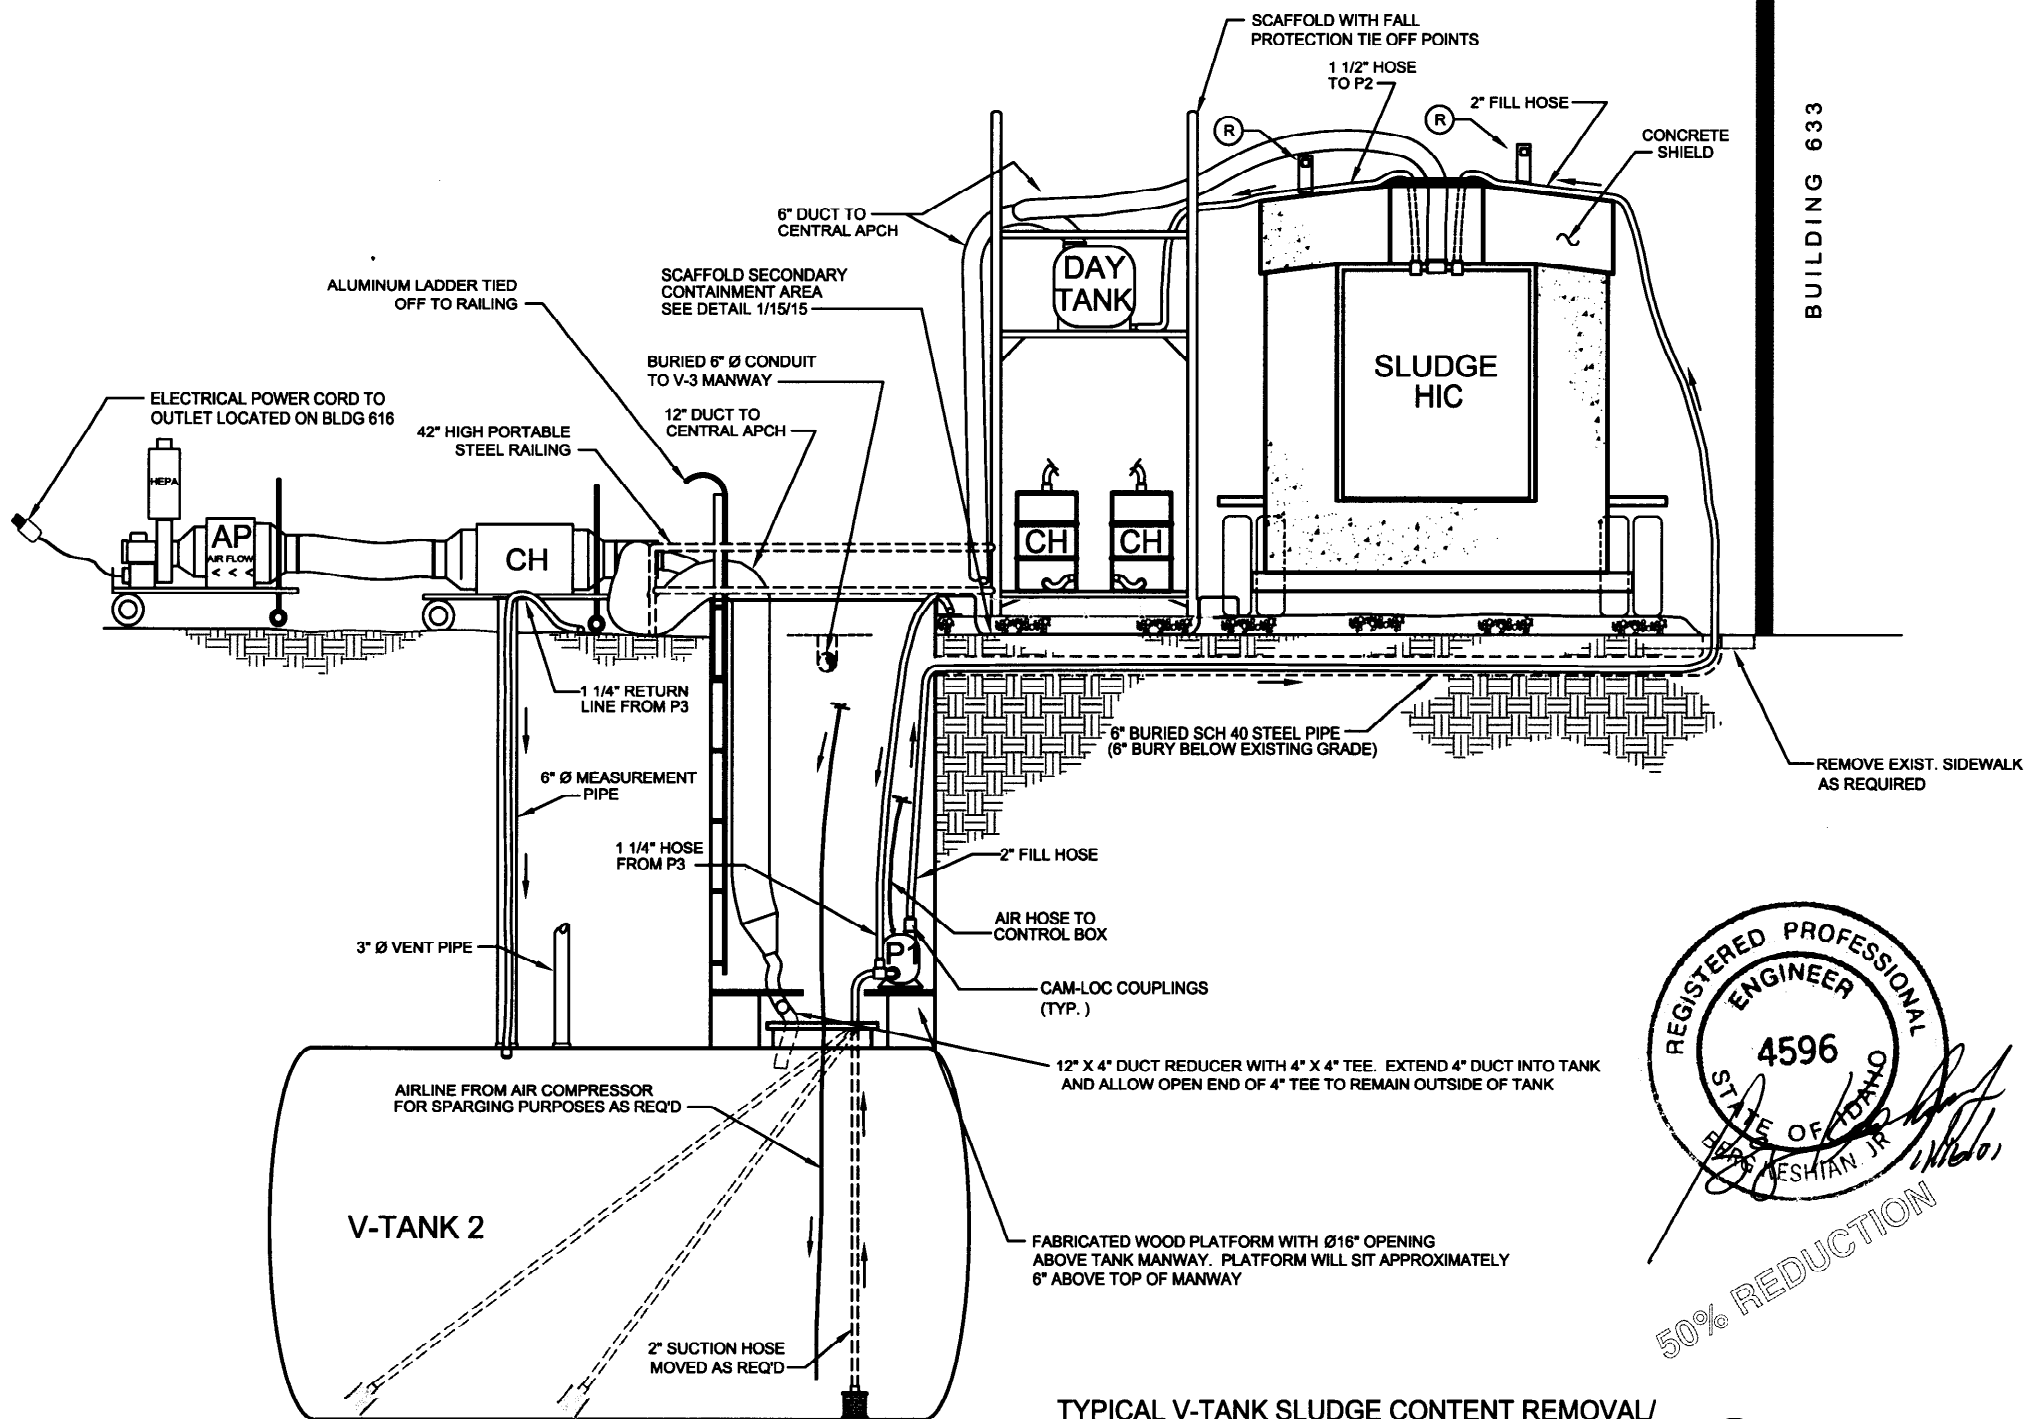 SCAFFOLD WITH FALL
PROTECTION TIE OFF POINTS
1 1/2" HOSE
TO P2
2" FILL HOSE
R
R
CONCRETE
SHIELD
BUILDING 633
6" DUCT TO
CENTRAL APCH
DAY
TANK
ALUMINUM LADDER TIED
OFF TO RAILING
SCAFFOLD SECONDARY
CONTAINMENT AREA
SEE DETAIL 1/15/15
BURIED 6" Ø CONDUIT
TO V-3 MANWAY
SLUDGE
HIC
ELECTRICAL POWER CORD TO
OUTLET LOCATED ON BLDG 616
42" HIGH PORTABLE
STEEL RAILING
12" DUCT TO
CENTRAL APCH
HEPA
AP
AIR FLOW
< < <
CH
CH
CH
1 1/4" RETURN
LINE FROM P3
6" BURIED SCH 40 STEEL PIPE
(6" BURY BELOW EXISTING GRADE)
REMOVE EXIST. SIDEWALK
AS REQUIRED
6" Ø MEASUREMENT
PIPE
1 1/4" HOSE
FROM P3
2" FILL HOSE
AIR HOSE TO
CONTROL BOX
3" Ø VENT PIPE
P1
CAM-LOC COUPLINGS
(TYP. )
12" X 4" DUCT REDUCER WITH 4" X 4" TEE. EXTEND 4" DUCT INTO TANK
AND ALLOW OPEN END OF 4" TEE TO REMAIN OUTSIDE OF TANK
AIRLINE FROM AIR COMPRESSOR
FOR SPARGING PURPOSES AS REQ'D
V-TANK 2
FABRICATED WOOD PLATFORM WITH Ø16" OPENING
ABOVE TANK MANWAY. PLATFORM WILL SIT APPROXIMATELY
6" ABOVE TOP OF MANWAY
2" SUCTION HOSE
MOVED AS REQ'D
REGISTERED PROFESSIONAL
ENGINEER
4596
STATE OF IDAHO
KESHIAN JR
50% REDUCTION
TYPICAL V-TANK SLUDGE CONTENT REMOVAL/